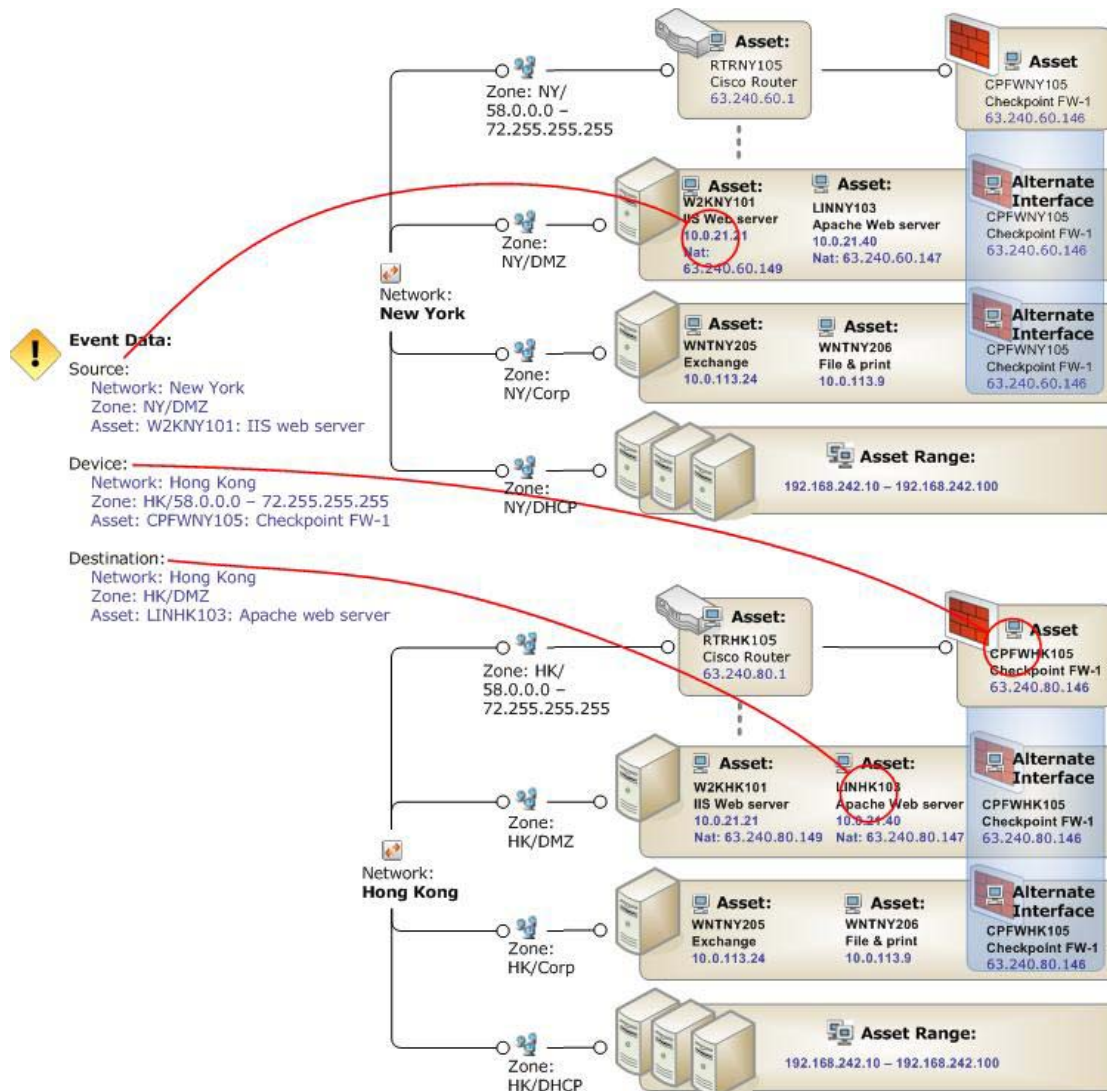 Asset:
RTRNY105
Cisco Router
63.240.60.1
Asset
CPFWNY105
Checkpoint FW-1
63.240.60.146
Zone: NY/
58.0.0.0 –
72.255.255.255
Asset:
W2KNY101
IIS Web server
10.0.21.21
Nat:
63.240.60.149
Asset:
LINNY103
Apache Web server
10.0.21.40
Nat: 63.240.60.147
Alternate
Interface
CPFWNY105
Checkpoint FW-1
63.240.60.146
Zone:
NY/DMZ
Network:
New York
Asset:
WNTNY205
Exchange
10.0.113.24
Asset:
WNTNY206
File & print
10.0.113.9
Alternate
Interface
CPFWNY105
Checkpoint FW-1
63.240.60.146
Zone:
NY/Corp
Asset Range:
192.168.242.10 – 192.168.242.100
Zone:
NY/DHCP
Event Data:
Source:
Network: New York
Zone: NY/DMZ
Asset: W2KNY101: IIS web server
Device:
Network: Hong Kong
Zone: HK/58.0.0.0 – 72.255.255.255
Asset: CPFWNY105: Checkpoint FW-1
Destination:
Network: Hong Kong
Zone: HK/DMZ
Asset: LINHK103: Apache web server
Asset:
RTRHK105
Cisco Router
63.240.80.1
Asset
CPFWHK105
Checkpoint FW-1
63.240.80.146
Zone: HK/
58.0.0.0 –
72.255.255.255
Asset:
W2KHK101
IIS Web server
10.0.21.21
Nat: 63.240.80.149
Asset:
LINHK103
Apache Web server
10.0.21.40
Nat: 63.240.80.147
Alternate
Interface
CPFWHK105
Checkpoint FW-1
63.240.80.146
Zone:
HK/DMZ
Network:
Hong Kong
Asset:
WNTNY205
Exchange
10.0.113.24
Asset:
WNTNY206
File & print
10.0.113.9
Alternate
Interface
CPFWHK105
Checkpoint FW-1
63.240.80.146
Zone:
HK/Corp
Asset Range:
192.168.242.10 – 192.168.242.100
Zone:
HK/DHCP